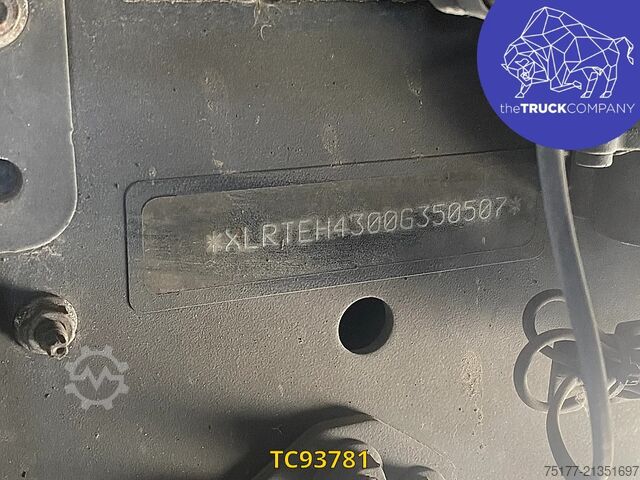 theTRUCKCOMPANY
*XLRTEH4300G350507*
TC93781
75177-21351697